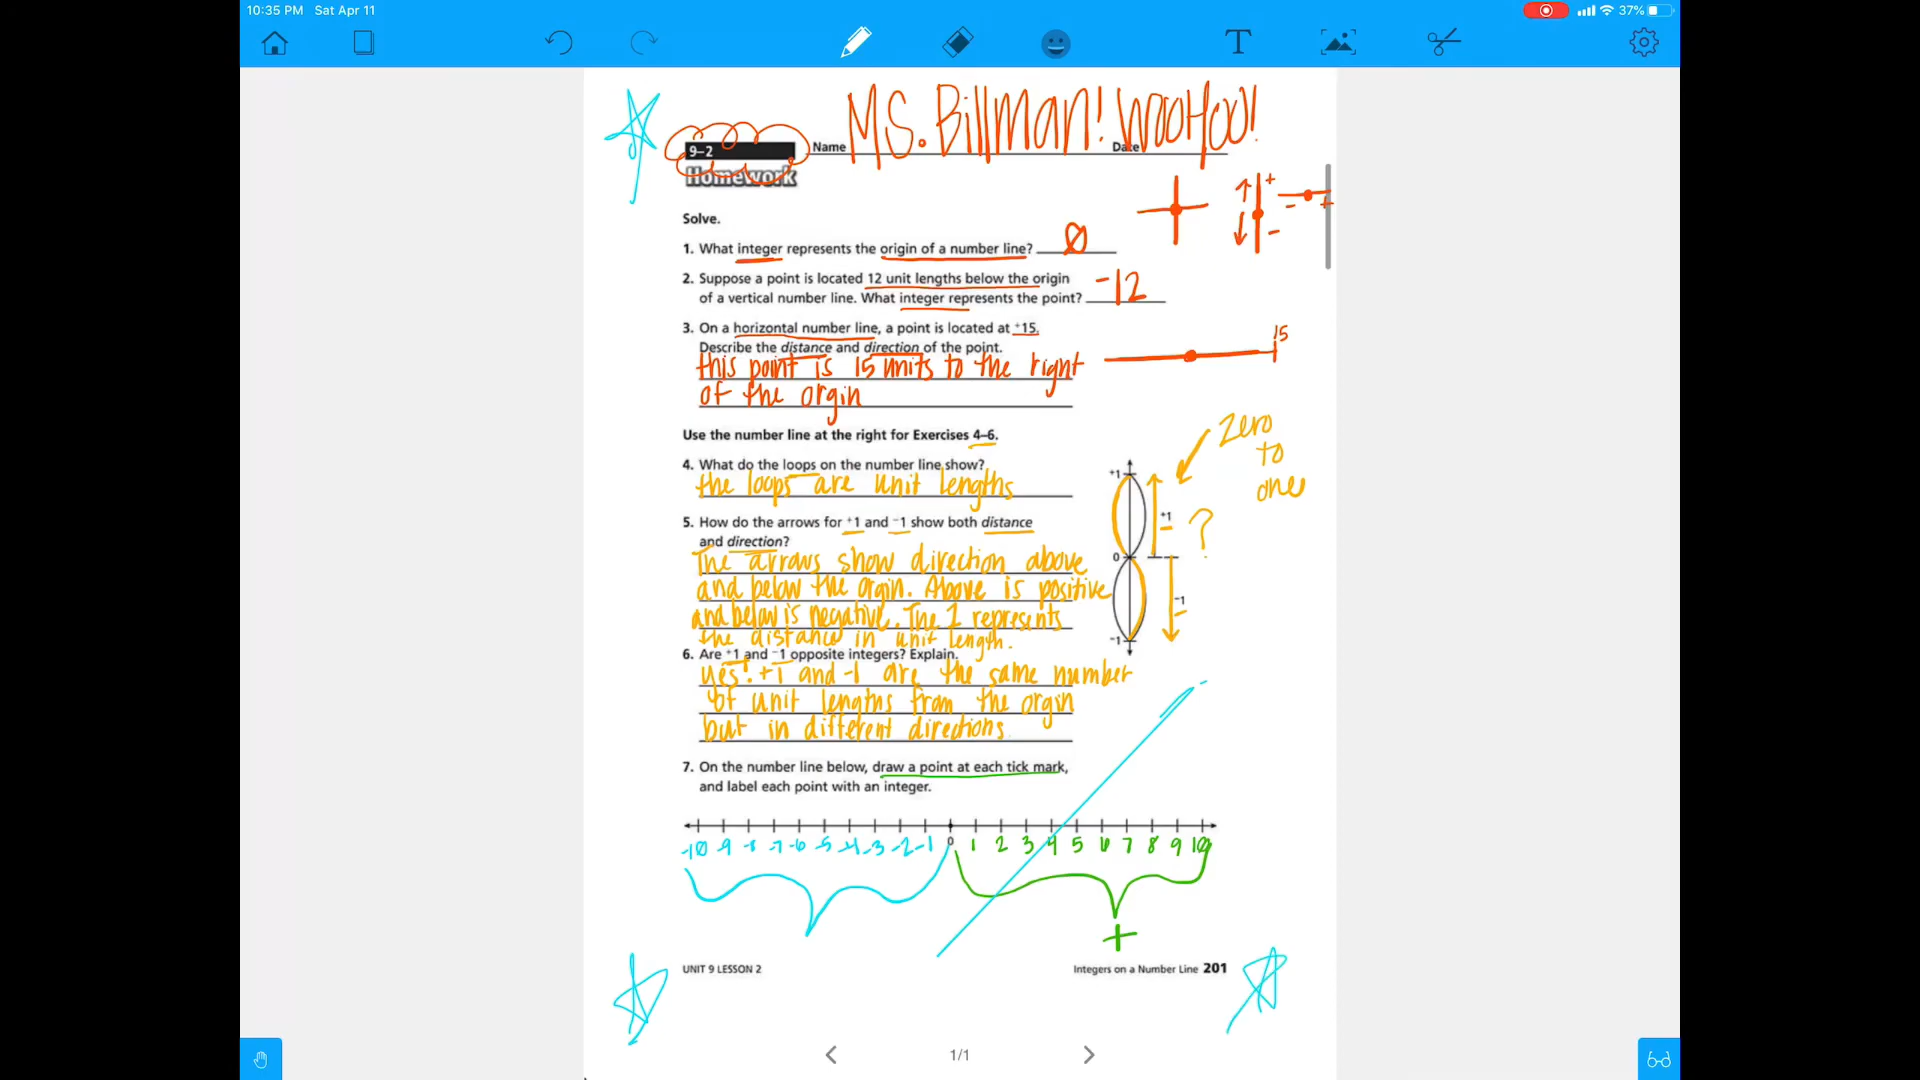 10:35 PM Sat Apr 11
37%
Ms. Billman! WooHoo!
9–2
Name
Date
Homework
Solve.
1. What integer represents the origin of a number line? 0
2. Suppose a point is located 12 unit lengths below the origin
of a vertical number line. What integer represents the point? -12
3. On a horizontal number line, a point is located at +15.
Describe the distance and direction of the point.
this point is 15 units to the right
of the orgin
15
Use the number line at the right for Exercises 4–6.
4. What do the loops on the number line show?
the loops are unit lengths
Zero
to
one
5. How do the arrows for +1 and −1 show both distance
and direction?
The arrows show direction above
and below the orgin. Above is positive
and below is negative. The 1 represents
the distance in unit length.
+1
+1
?
0
−1
−1
6. Are +1 and −1 opposite integers? Explain.
yes! +1 and -1 are the same number
of unit lengths from the orgin
but in different directions.
7. On the number line below, draw a point at each tick mark,
and label each point with an integer.
-10 -9 -8 -7 -6 -5 -4 -3 -2 -1 0 1 2 3 4 5 6 7 8 9 10
+
UNIT 9 LESSON 2
Integers on a Number Line 201
1/1